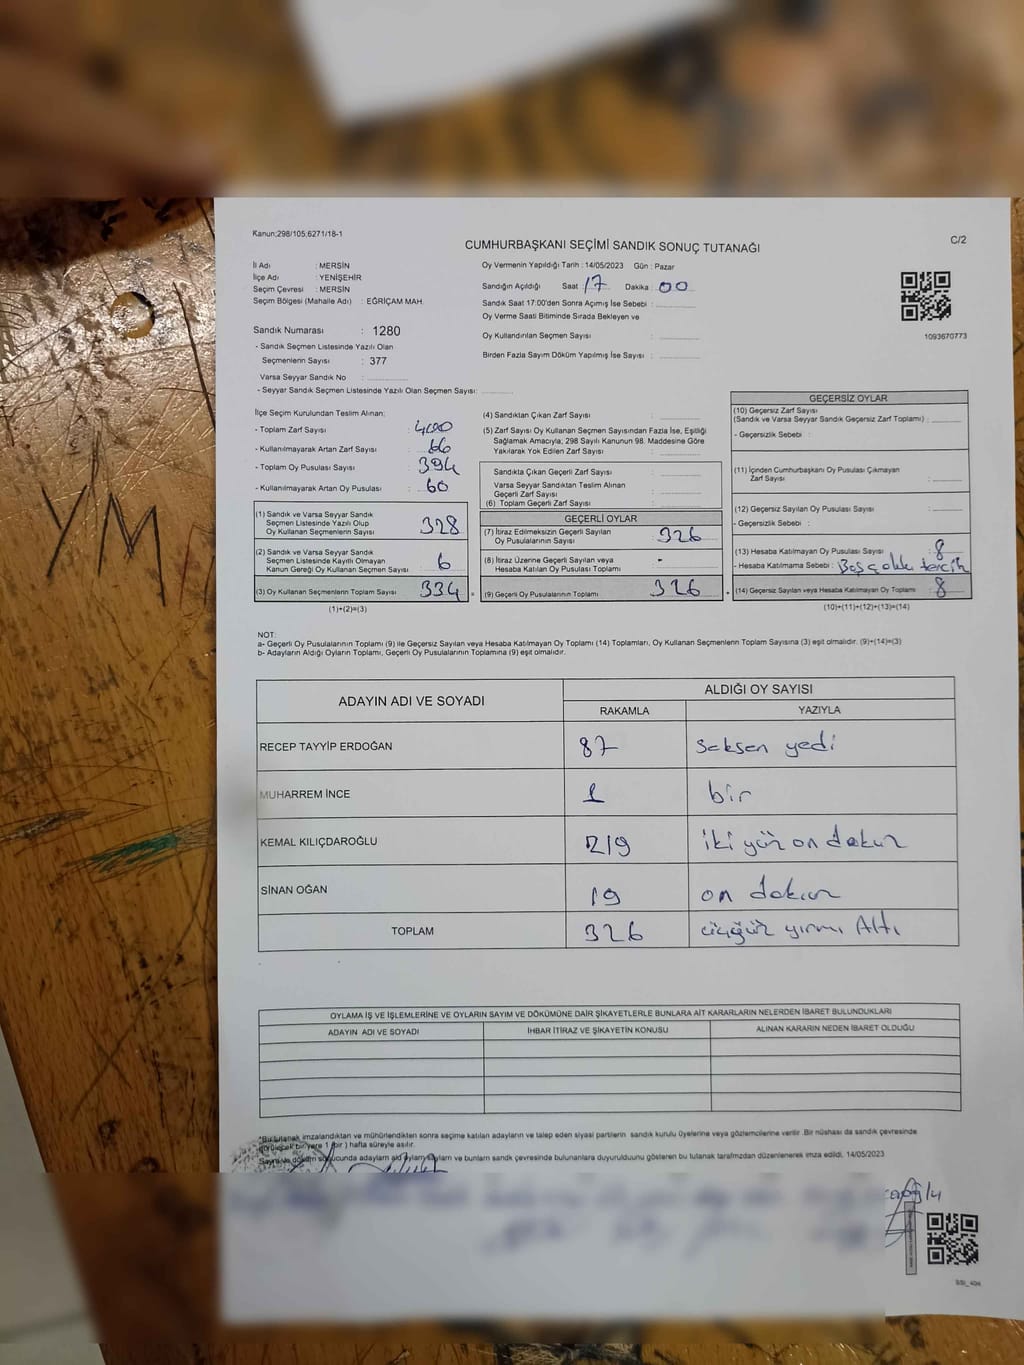 Kanun;298/105;6271/18-1
CUMHURBAŞKANI SEÇİMİ SANDIK SONUÇ TUTANAĞI
C/2
İl Adı : MERSİN
İlçe Adı : YENİŞEHİR
Seçim Çevresi : MERSİN
Seçim Bölgesi (Mahalle Adı) : EĞRİÇAM MAH.
Oy Vermenin Yapıldığı Tarih : 14/05/2023 Gün : Pazar
Sandığın Açıldığı Saat : 17 Dakika : 00
Sandık Saat 17:00'den Sonra Açımış İse Sebebi :
Oy Verme Saati Bitiminde Sırada Bekleyen ve
Oy Kullandırılan Seçmen Sayısı :
Birden Fazla Sayım Döküm Yapılmış İse Sayısı :
1093670773
Sandık Numarası : 1280
- Sandık Seçmen Listesinde Yazılı Olan
Seçmenlerin Sayısı : 377
Varsa Seyyar Sandık No :
- Seyyar Sandık Seçmen Listesinde Yazılı Olan Seçmen Sayısı:
İlçe Seçim Kurulundan Teslim Alınan;
- Toplam Zarf Sayısı : 400
- Kullanılmayarak Artan Zarf Sayısı : 66
- Toplam Oy Pusulası Sayısı : 394
- Kullanılmayarak Artan Oy Pusulası : 60
(1) Sandık ve Varsa Seyyar Sandık
Seçmen Listesinde Yazılı Olup
Oy Kullanan Seçmenlerin Sayısı 328
(2) Sandık ve Varsa Seyyar Sandık
Seçmen Listesinde Kayıtlı Olmayan
Kanun Gereği Oy Kullanan Seçmen Sayısı 6
(3) Oy Kullanan Seçmenlerin Toplam Sayısı 334
(1)+(2)=(3)
(4) Sandıktan Çıkan Zarf Sayısı :
(5) Zarf Sayısı Oy Kullanan Seçmen Sayısından Fazla İse, Eşitliği
Sağlamak Amacıyla; 298 Sayılı Kanunun 98. Maddesine Göre
Yakılarak Yok Edilen Zarf Sayısı :
Sandıkta Çıkan Geçerli Zarf Sayısı :
Varsa Seyyar Sandıktan Teslim Alınan
Geçerli Zarf Sayısı :
(6) Toplam Geçerli Zarf Sayısı :
GEÇERLİ OYLAR
(7) İtiraz Edilmeksizin Geçerli Sayılan
Oy Pusulalarının Sayısı : 326
(8) İtiraz Üzerine Geçerli Sayılan veya
Hesaba Katılan Oy Pusulası Toplamı : -
(9) Geçerli Oy Pusulalarının Toplamı 326
GEÇERSİZ OYLAR
(10) Geçersiz Zarf Sayısı
(Sandık ve Varsa Seyyar Sandık Geçersiz Zarf Toplamı) :
- Geçersizlik Sebebi :
(11) İçinden Cumhurbaşkanı Oy Pusulası Çıkmayan
Zarf Sayısı :
(12) Geçersiz Sayılan Oy Pusulası Sayısı :
- Geçersizlik Sebebi :
(13) Hesaba Katılmayan Oy Pusulası Sayısı : 8
- Hesaba Katılmama Sebebi : Boş çoklu tercih
(14) Geçersiz Sayılan veya Hesaba Katılmayan Oy Toplamı : 8
(10)+(11)+(12)+(13)=(14)
NOT:
a- Geçerli Oy Pusulalarının Toplamı (9) ile Geçersiz Sayılan veya Hesaba Katılmayan Oy Toplamı (14) Toplamları, Oy Kullanan Seçmenlerin Toplam Sayısına (3) eşit olmalıdır. (9)+(14)=(3)
b- Adayların Aldığı Oyların Toplamı, Geçerli Oy Pusulalarının Toplamına (9) eşit olmalıdır.
ADAYIN ADI VE SOYADI ALDIĞI OY SAYISI
RAKAMLA YAZIYLA
RECEP TAYYİP ERDOĞAN 87 seksen yedi
MUHARREM İNCE 1 bir
KEMAL KILIÇDAROĞLU 219 iki yüz on dokuz
SİNAN OĞAN 19 on dokuz
TOPLAM 326 üçyüz yirmi Altı
OYLAMA İŞ VE İŞLEMLERİNE VE OYLARIN SAYIM VE DÖKÜMÜNE DAİR ŞİKAYETLERLE BUNLARA AİT KARARLARIN NELERDEN İBARET BULUNDUKLARI
ADAYIN ADI VE SOYADI İHBAR İTİRAZ VE ŞİKAYETİN KONUSU ALINAN KARARIN NEDEN İBARET OLDUĞU
*Bu tutanak imzalandıktan ve mühürlendikten sonra seçime katılan adayların ve talep eden siyasi partilerin sandık kurulu üyelerine veya gözlemcilerine verilir. Bir nüshası da sandık çevresinde
görülecek bir yere 1 (bir) hafta süreyle asılır.
ve bunların sandık çevresinde bulunanlara duyurulduunu gösteren bu tutanak tarafımızdan düzenlenerek imza edildi. 14/05/2023
YM